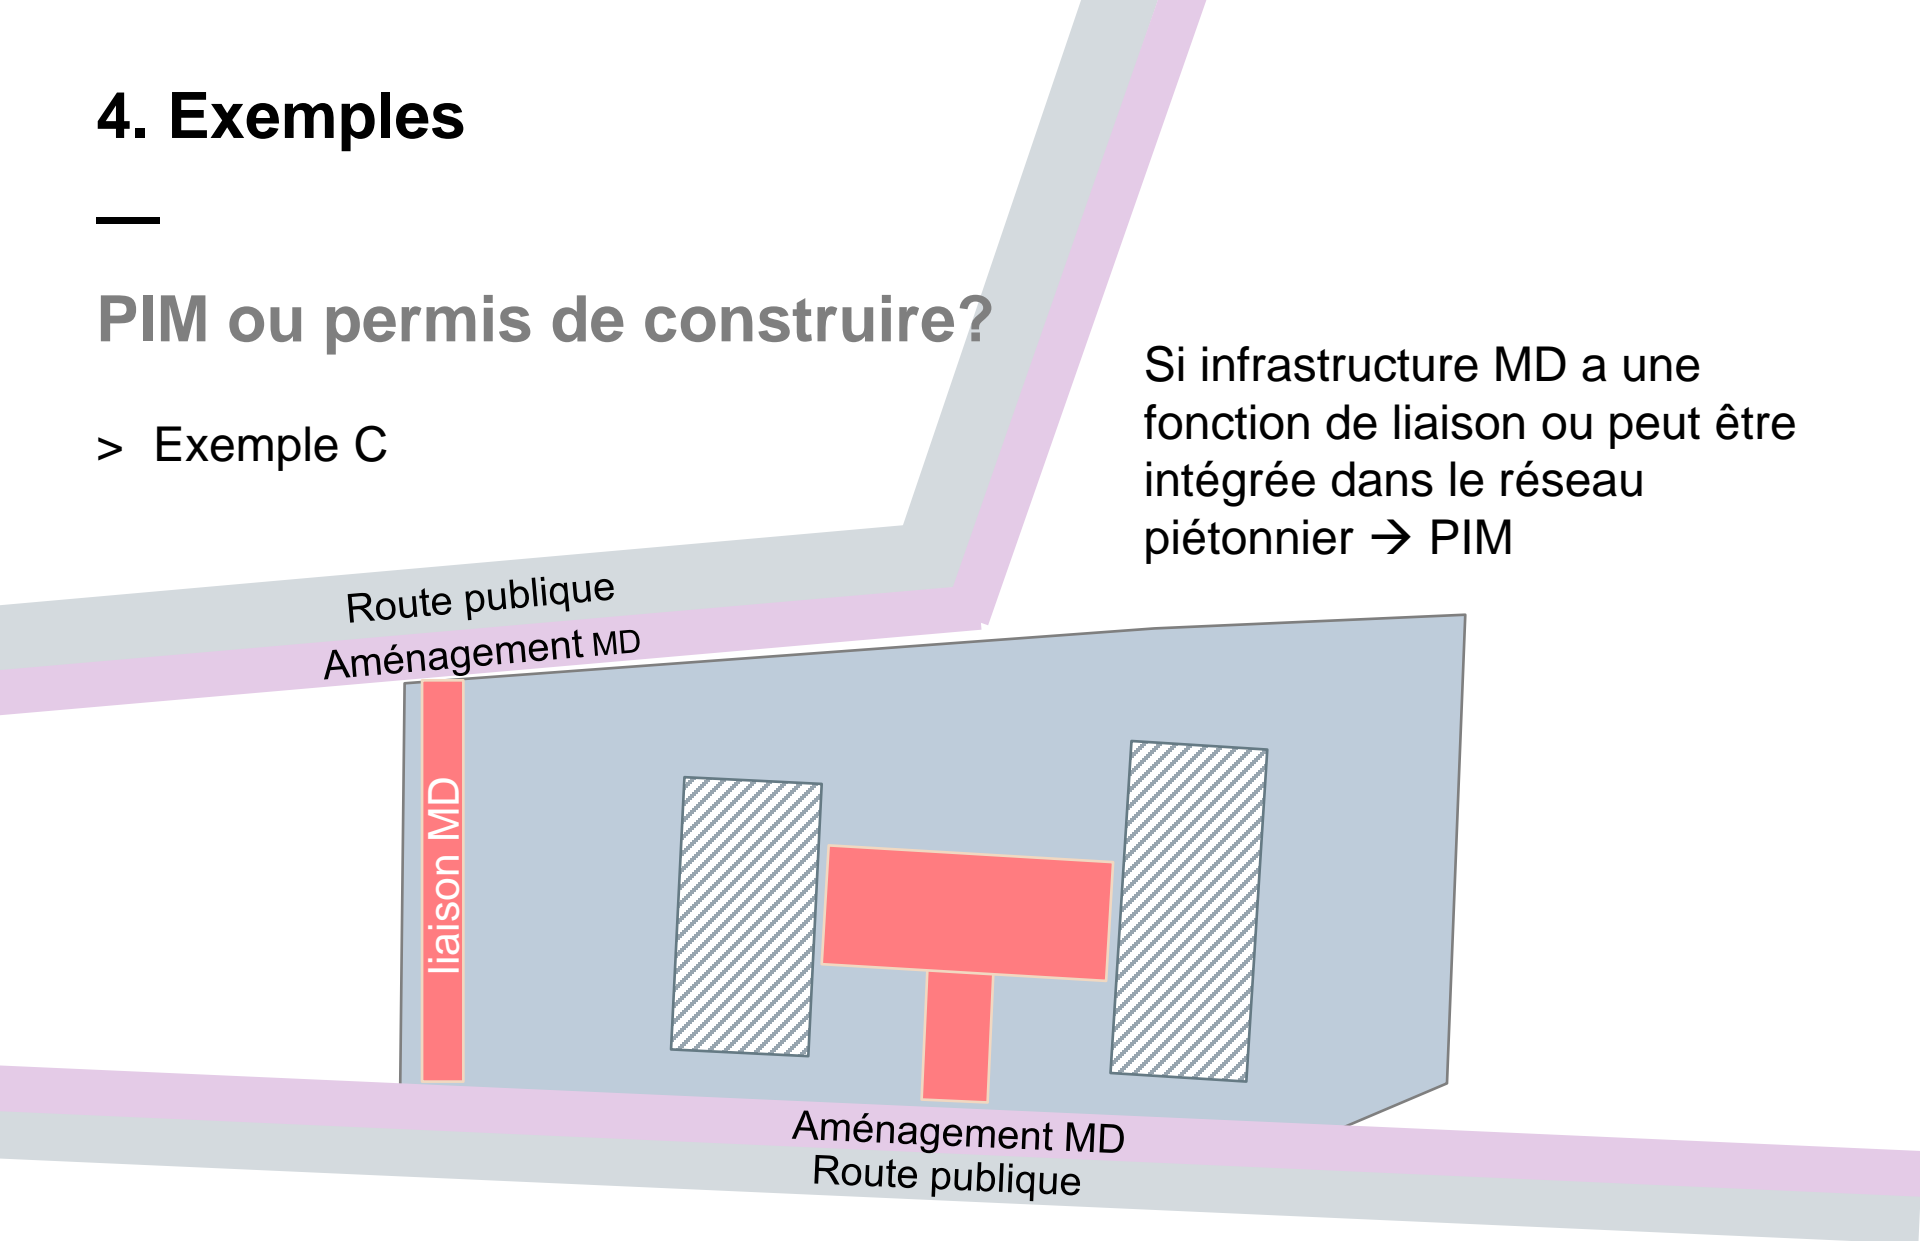 4. Exemples
—
PIM ou permis de construire?
> Exemple C
Si infrastructure MD a une
fonction de liaison ou peut être
intégrée dans le réseau
piétonnier → PIM
Route publique
Aménagement MD
liaison MD
Aménagement MD
Route publique